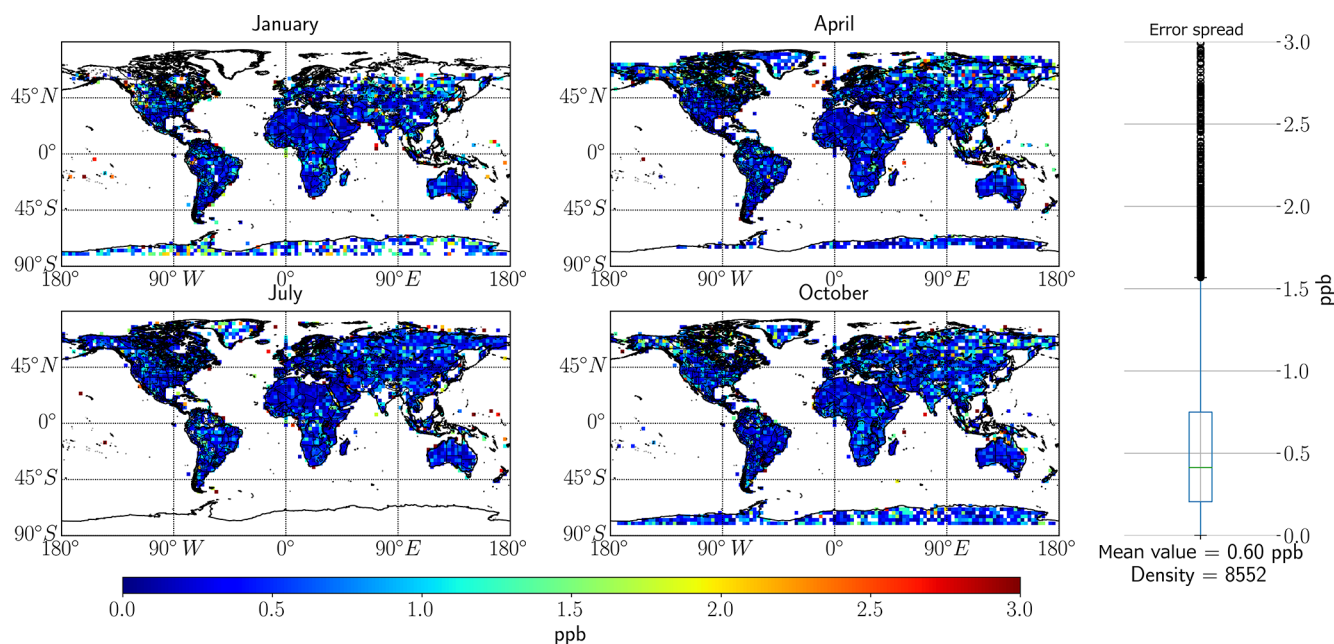 January
April
Error spread
45° N
0°
45° S
90° S
180° 90° W 0° 90° E 180°
45° N
0°
45° S
90° S
180° 90° W 0° 90° E 180°
July
October
45° N
0°
45° S
90° S
180° 90° W 0° 90° E 180°
45° N
0°
45° S
90° S
180° 90° W 0° 90° E 180°
3.0
2.5
2.0
1.5
1.0
0.5
0.0
ppb
Mean value = 0.60 ppb
Density = 8552
0.0 0.5 1.0 1.5 2.0 2.5 3.0
ppb